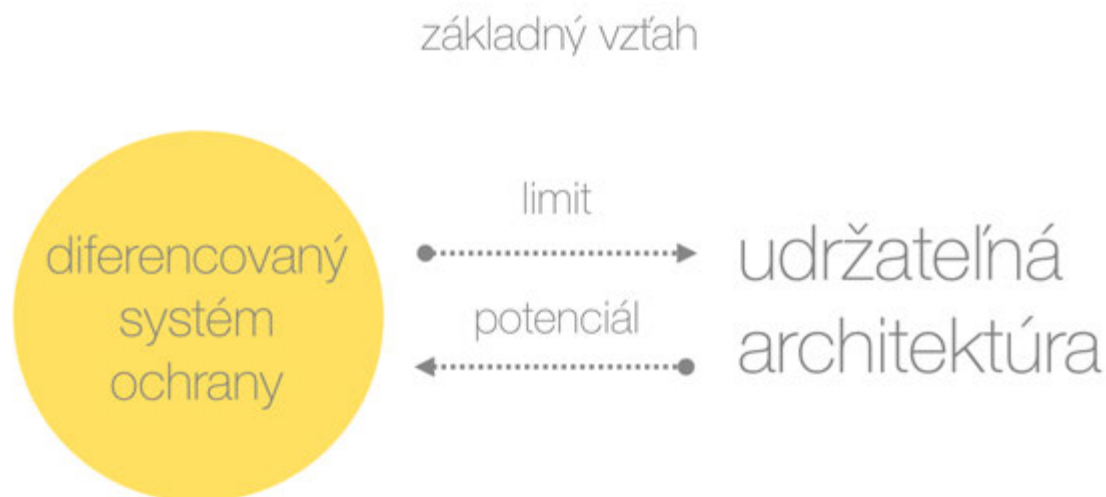 základný vzťah
diferencovaný
systém
ochrany
limit
potenciál
udržateľná
architektúra